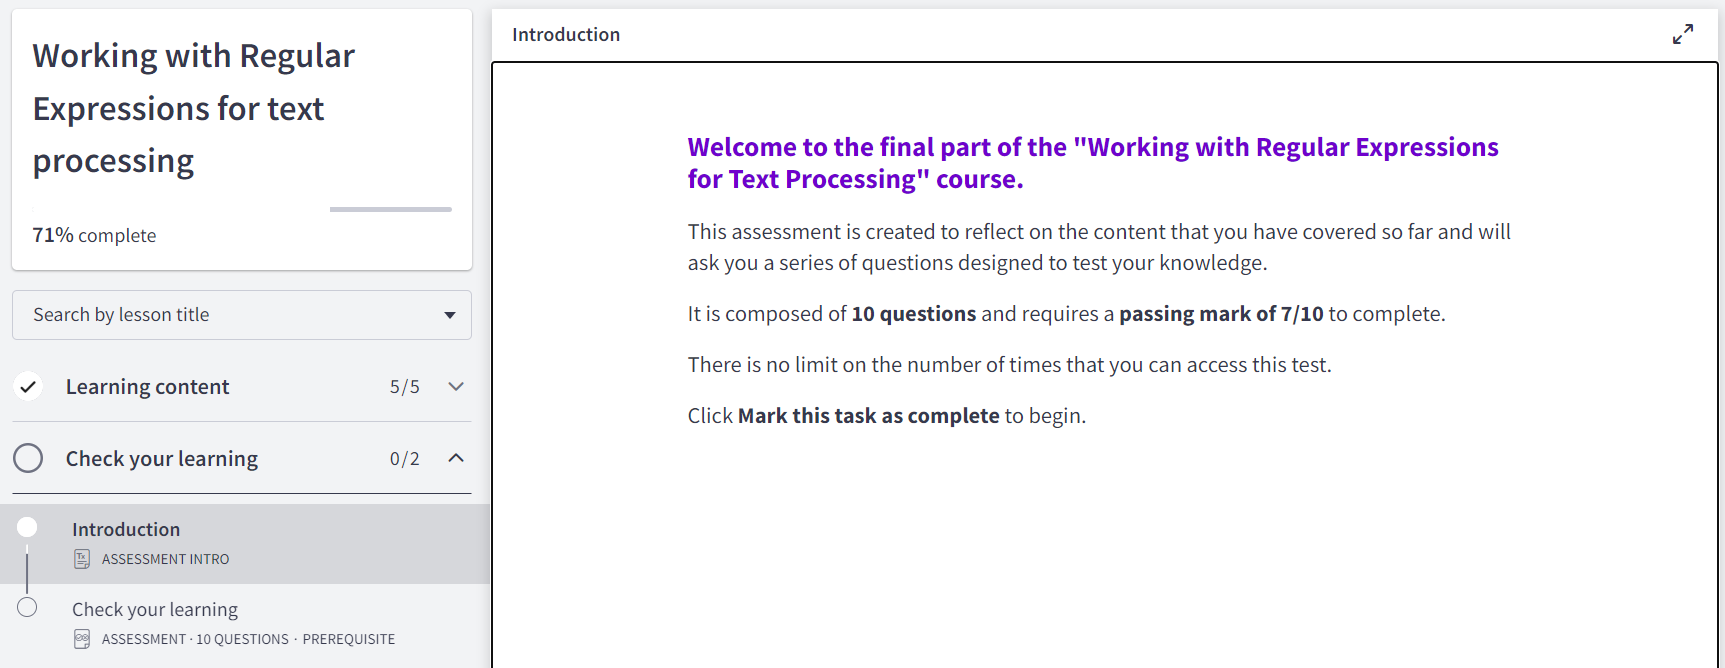 Working with Regular
Expressions for text
processing
71% complete
Search by lesson title
Learning content 5/5
Check your learning 0/2
Introduction
ASSESSMENT INTRO
Check your learning
ASSESSMENT · 10 QUESTIONS · PREREQUISITE
Introduction
Welcome to the final part of the "Working with Regular Expressions
for Text Processing" course.
This assessment is created to reflect on the content that you have covered so far and will
ask you a series of questions designed to test your knowledge.
It is composed of 10 questions and requires a passing mark of 7/10 to complete.
There is no limit on the number of times that you can access this test.
Click Mark this task as complete to begin.